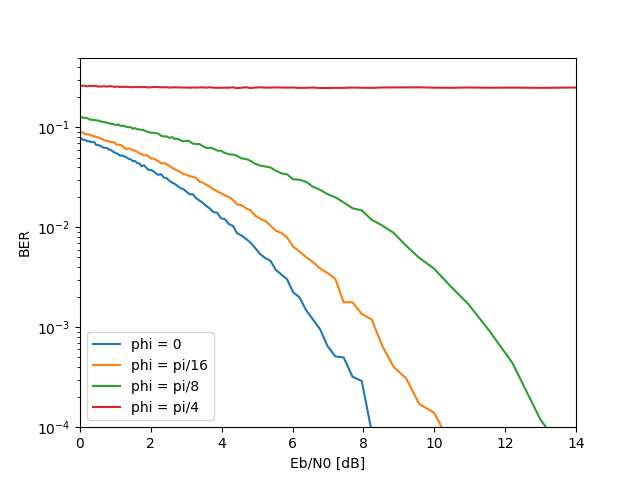 10⁻¹
10⁻²
10⁻³
10⁻⁴
BER
phi = 0
phi = pi/16
phi = pi/8
phi = pi/4
0 2 4 6 8 10 12 14
Eb/N0 [dB]